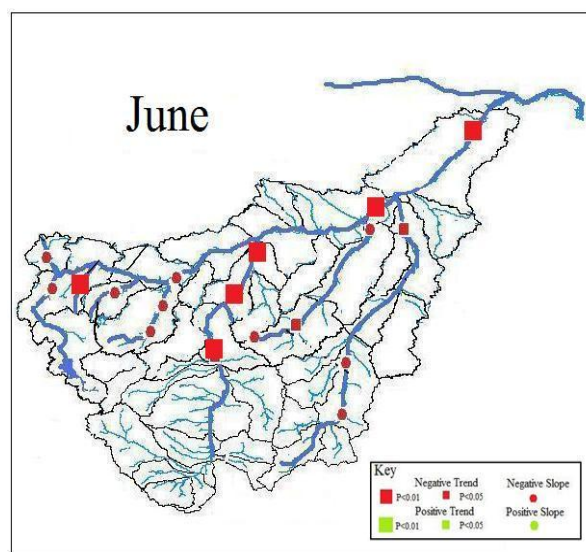 June
Key
Negative Trend Negative Slope
P<0.01 P<0.05
Positive Trend Positive Slope
P<0.01 P<0.05